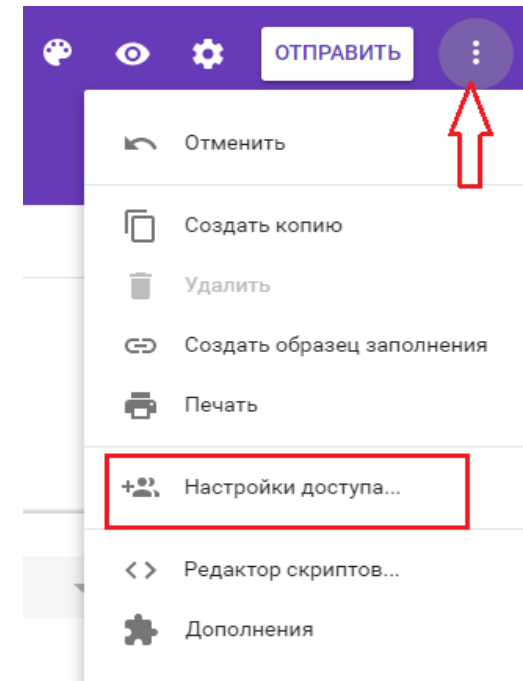 ОТПРАВИТЬ
Отменить
Создать копию
Удалить
Создать образец заполнения
Печать
Настройки доступа...
Редактор скриптов...
Дополнения